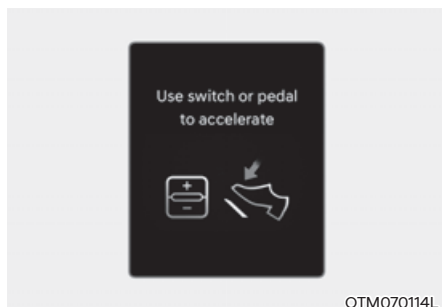 Use switch or pedal
to accelerate
+
-
OTM070114L